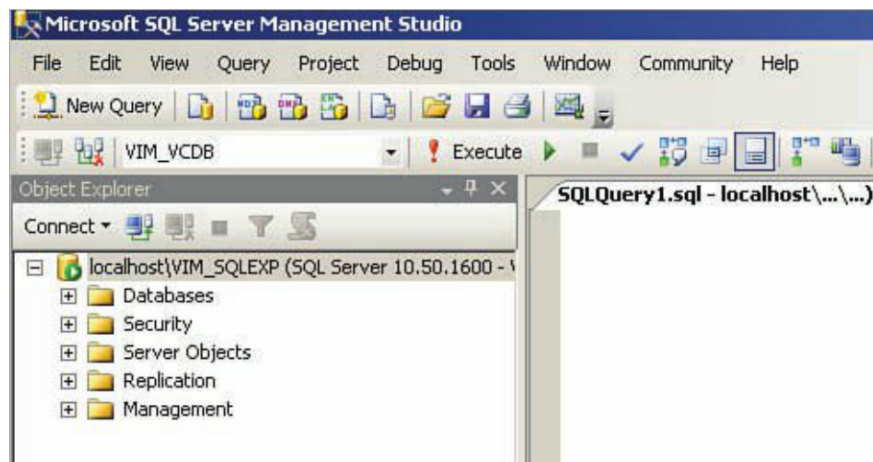 Microsoft SQL Server Management Studio
File Edit View Query Project Debug Tools Window Community Help
New Query
VIM_VCDB Execute
Object Explorer
SQLQuery1.sql - localhost\...\...)
Connect
localhost\VIM_SQLEXP (SQL Server 10.50.1600 -
Databases
Security
Server Objects
Replication
Management